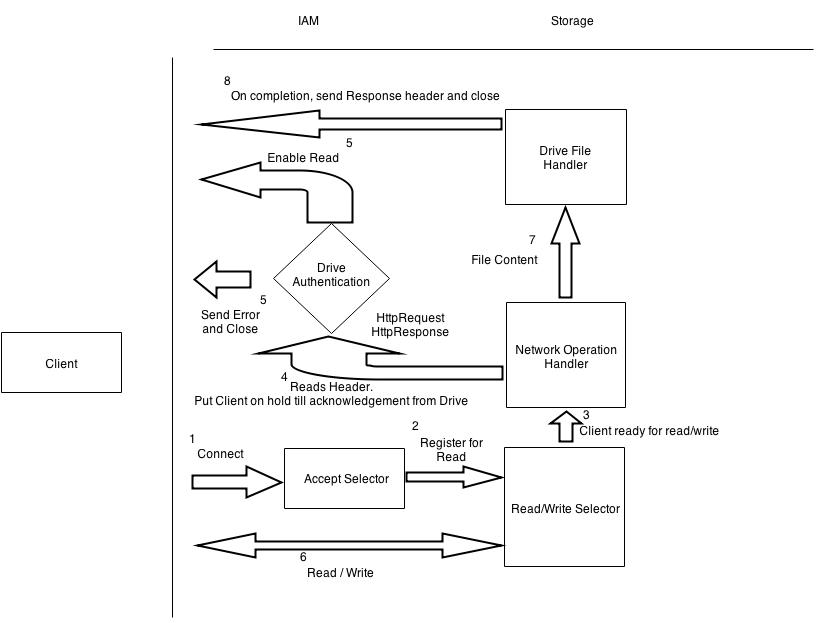 IAM
Storage
8
On completion, send Response header and close
5
Enable Read
Drive File
Handler
7
File Content
Drive
Authentication
5
Send Error
and Close
HttpRequest
HttpResponse
Network Operation
Handler
Client
4
Reads Header.
Put Client on hold till acknowledgement from Drive
3
Client ready for read/write
1
Connect
2
Register for
Read
Accept Selector
Read/Write Selector
6
Read / Write